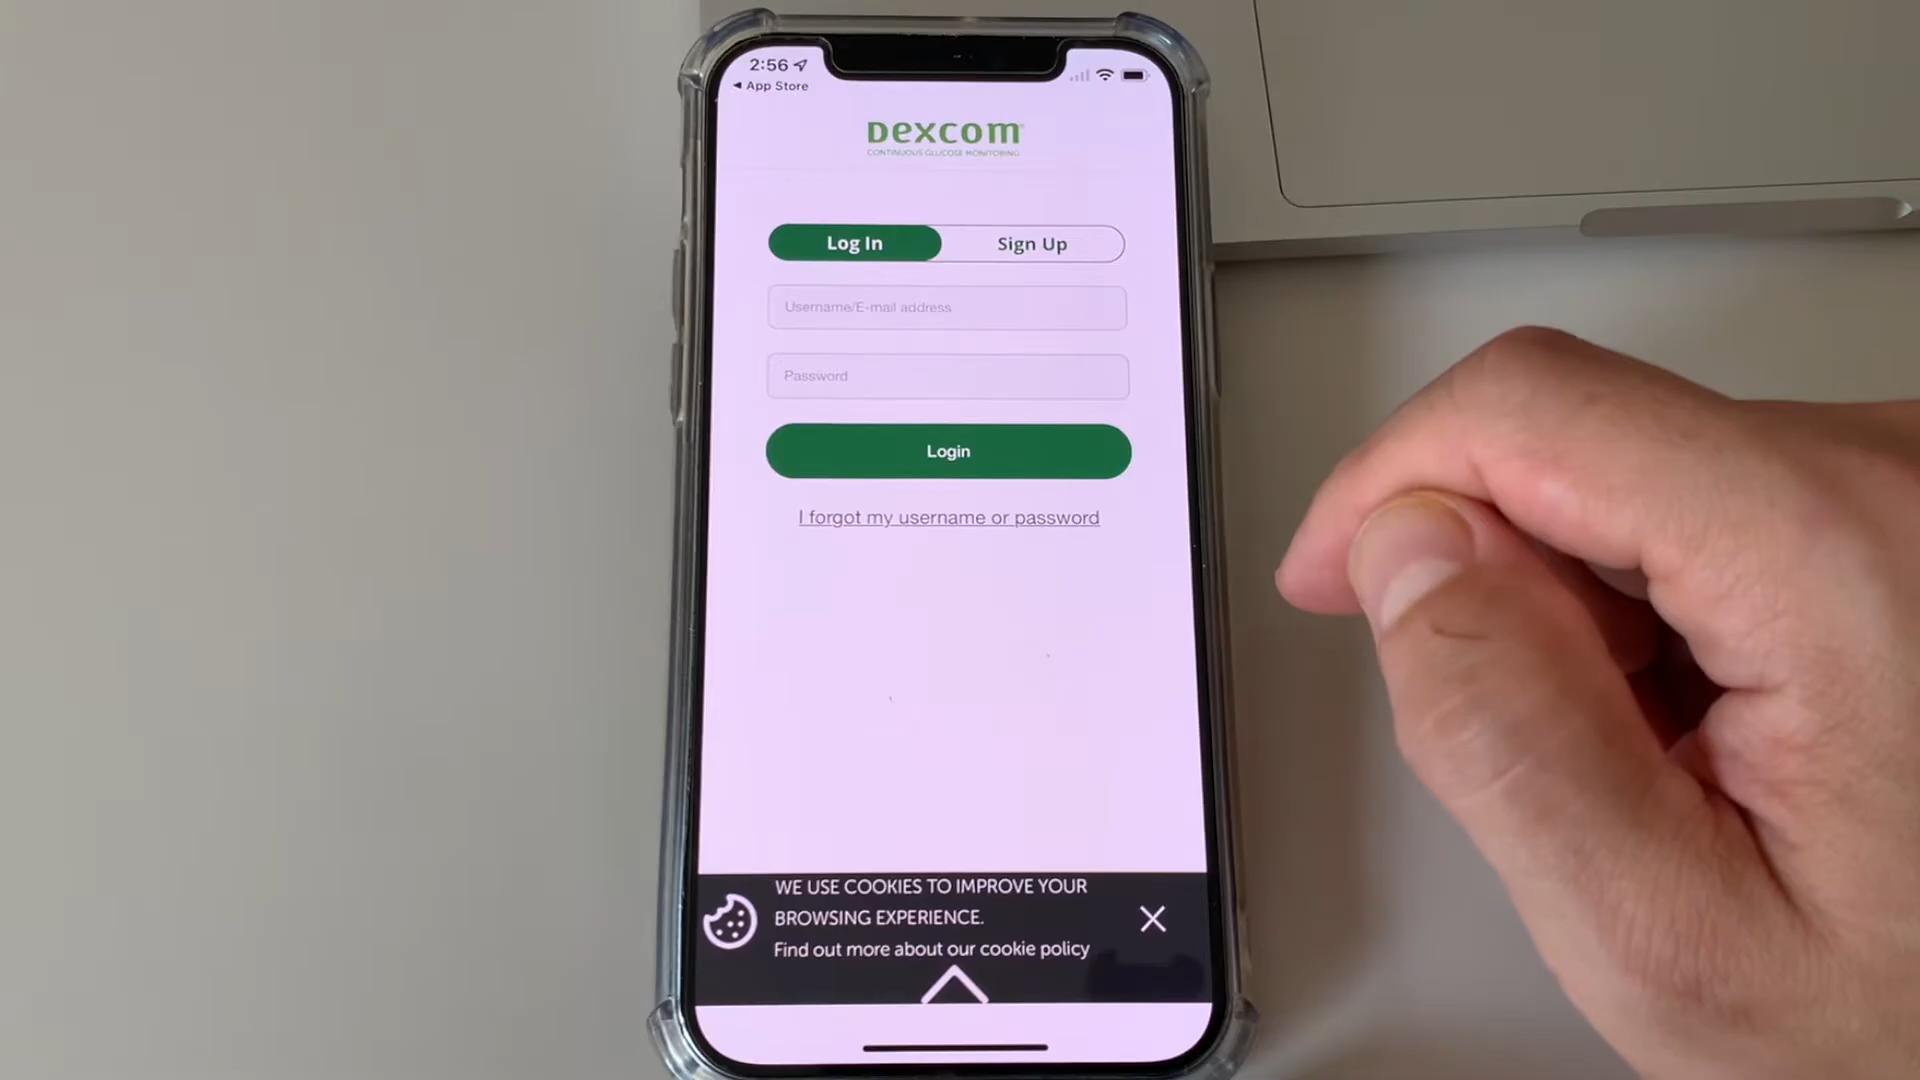 2:56
App Store
Dexcom
CONTINUOUS GLUCOSE MONITORING
Log In
Sign Up
Username/E-mail address
Password
Login
I forgot my username or password
WE USE COOKIES TO IMPROVE YOUR
BROWSING EXPERIENCE.
Find out more about our cookie policy